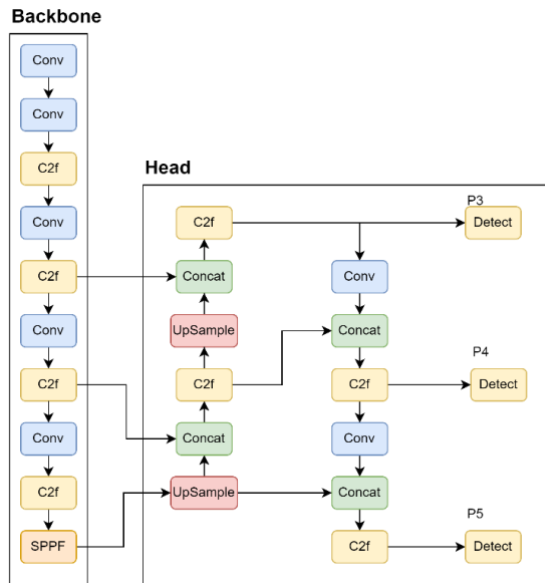 Backbone
Conv
Conv
C2f
Conv
C2f
Conv
C2f
Conv
C2f
SPPF
Head
P3
C2f
Detect
Concat
Conv
UpSample
Concat
P4
C2f
C2f
Detect
Concat
Conv
UpSample
Concat
P5
C2f
Detect